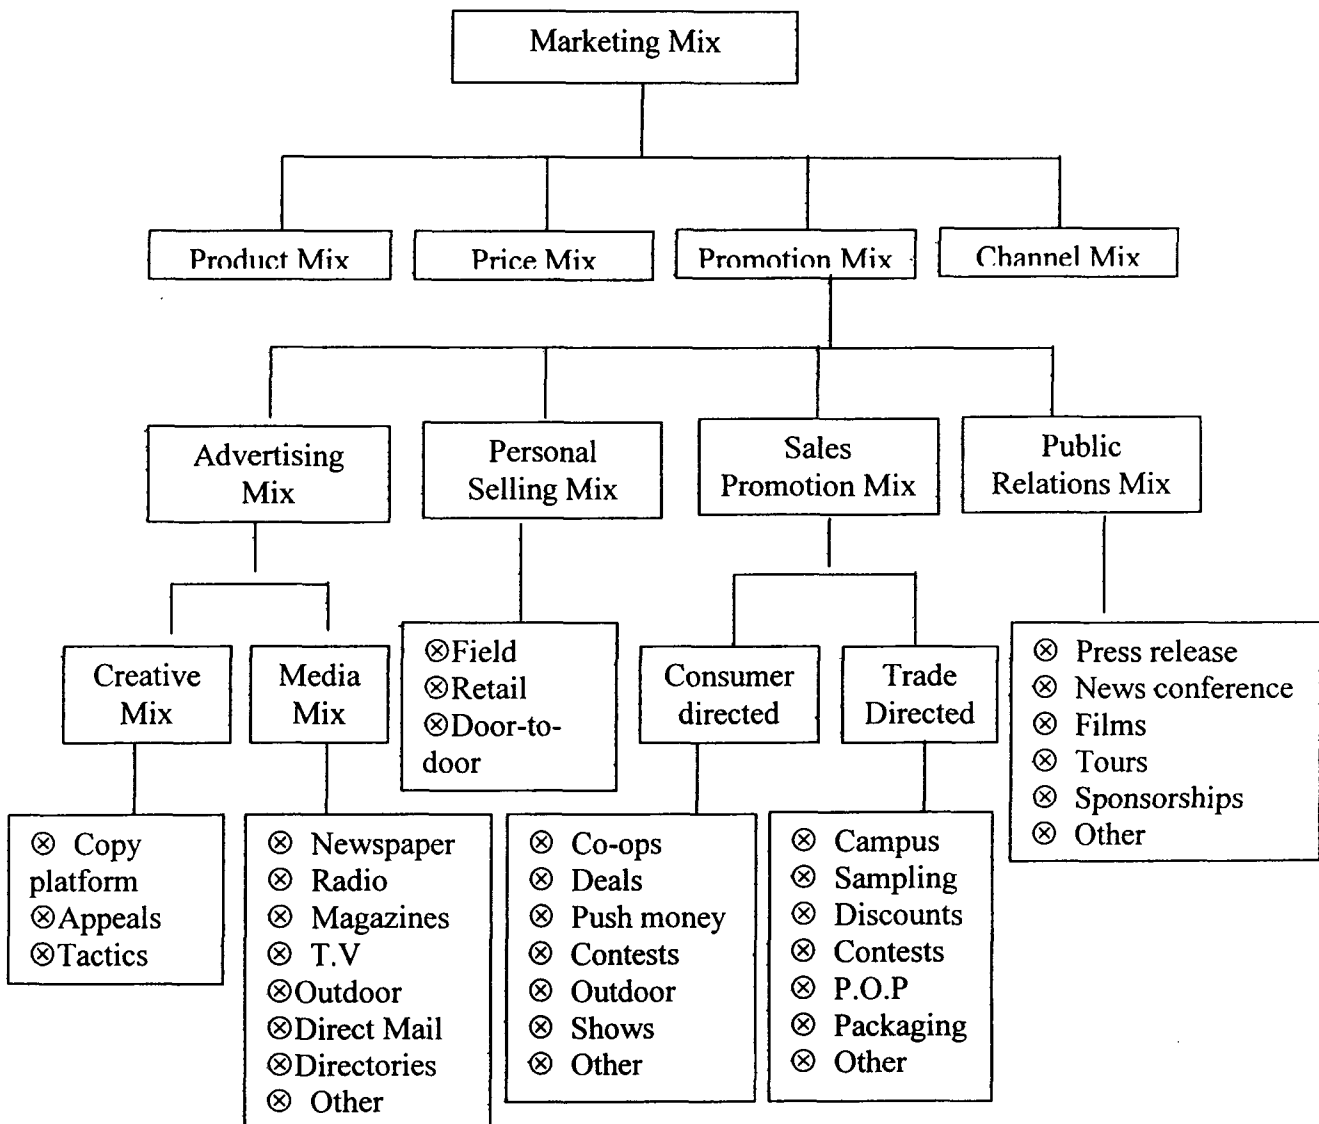 Marketing Mix
Product Mix
Price Mix
Promotion Mix
Channel Mix
Advertising
Mix
Personal
Selling Mix
Sales
Promotion Mix
Public
Relations Mix
Creative
Mix
Media
Mix
⊗Field
⊗Retail
⊗Door-to-
door
Consumer
directed
Trade
Directed
⊗ Press release
⊗ News conference
⊗ Films
⊗ Tours
⊗ Sponsorships
⊗ Other
⊗ Copy
platform
⊗Appeals
⊗Tactics
⊗ Newspaper
⊗ Radio
⊗ Magazines
⊗ T.V
⊗Outdoor
⊗Direct Mail
⊗Directories
⊗ Other
⊗ Co-ops
⊗ Deals
⊗ Push money
⊗ Contests
⊗ Outdoor
⊗ Shows
⊗ Other
⊗ Campus
⊗ Sampling
⊗ Discounts
⊗ Contests
⊗ P.O.P
⊗ Packaging
⊗ Other